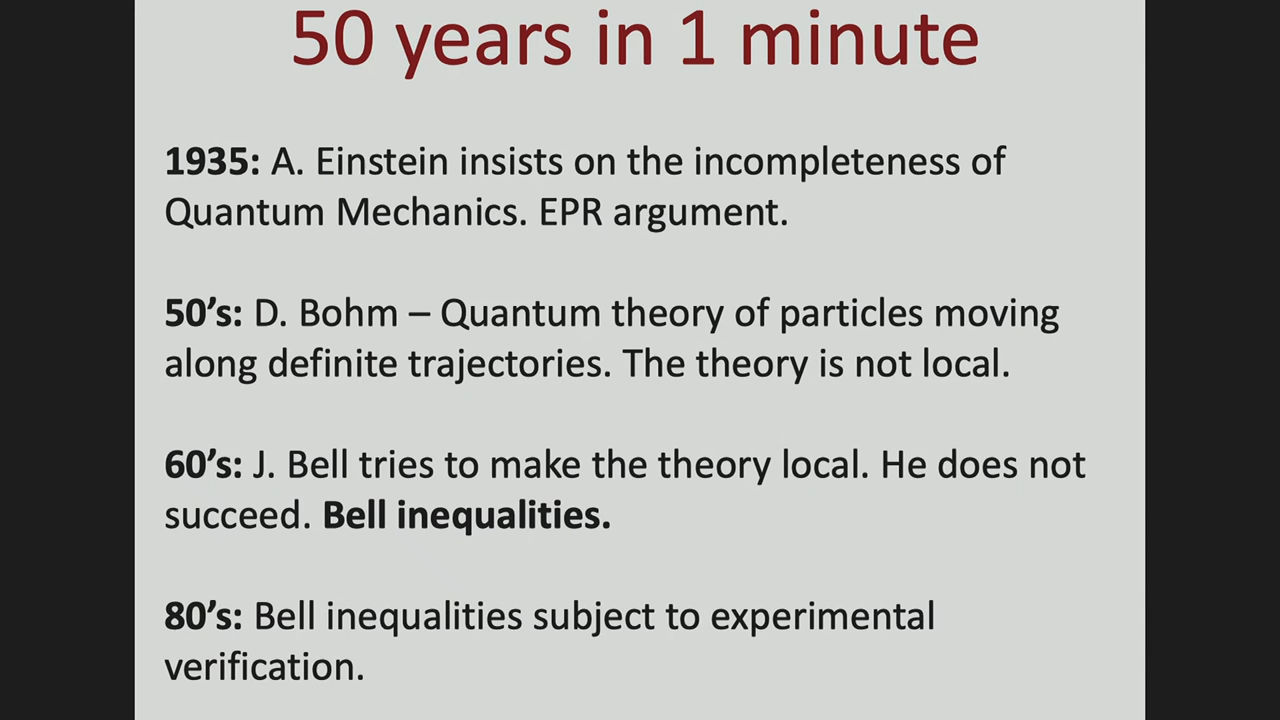 50 years in 1 minute
1935: A. Einstein insists on the incompleteness of
Quantum Mechanics. EPR argument.
50’s: D. Bohm – Quantum theory of particles moving
along definite trajectories. The theory is not local.
60’s: J. Bell tries to make the theory local. He does not
succeed. Bell inequalities.
80’s: Bell inequalities subject to experimental
verification.